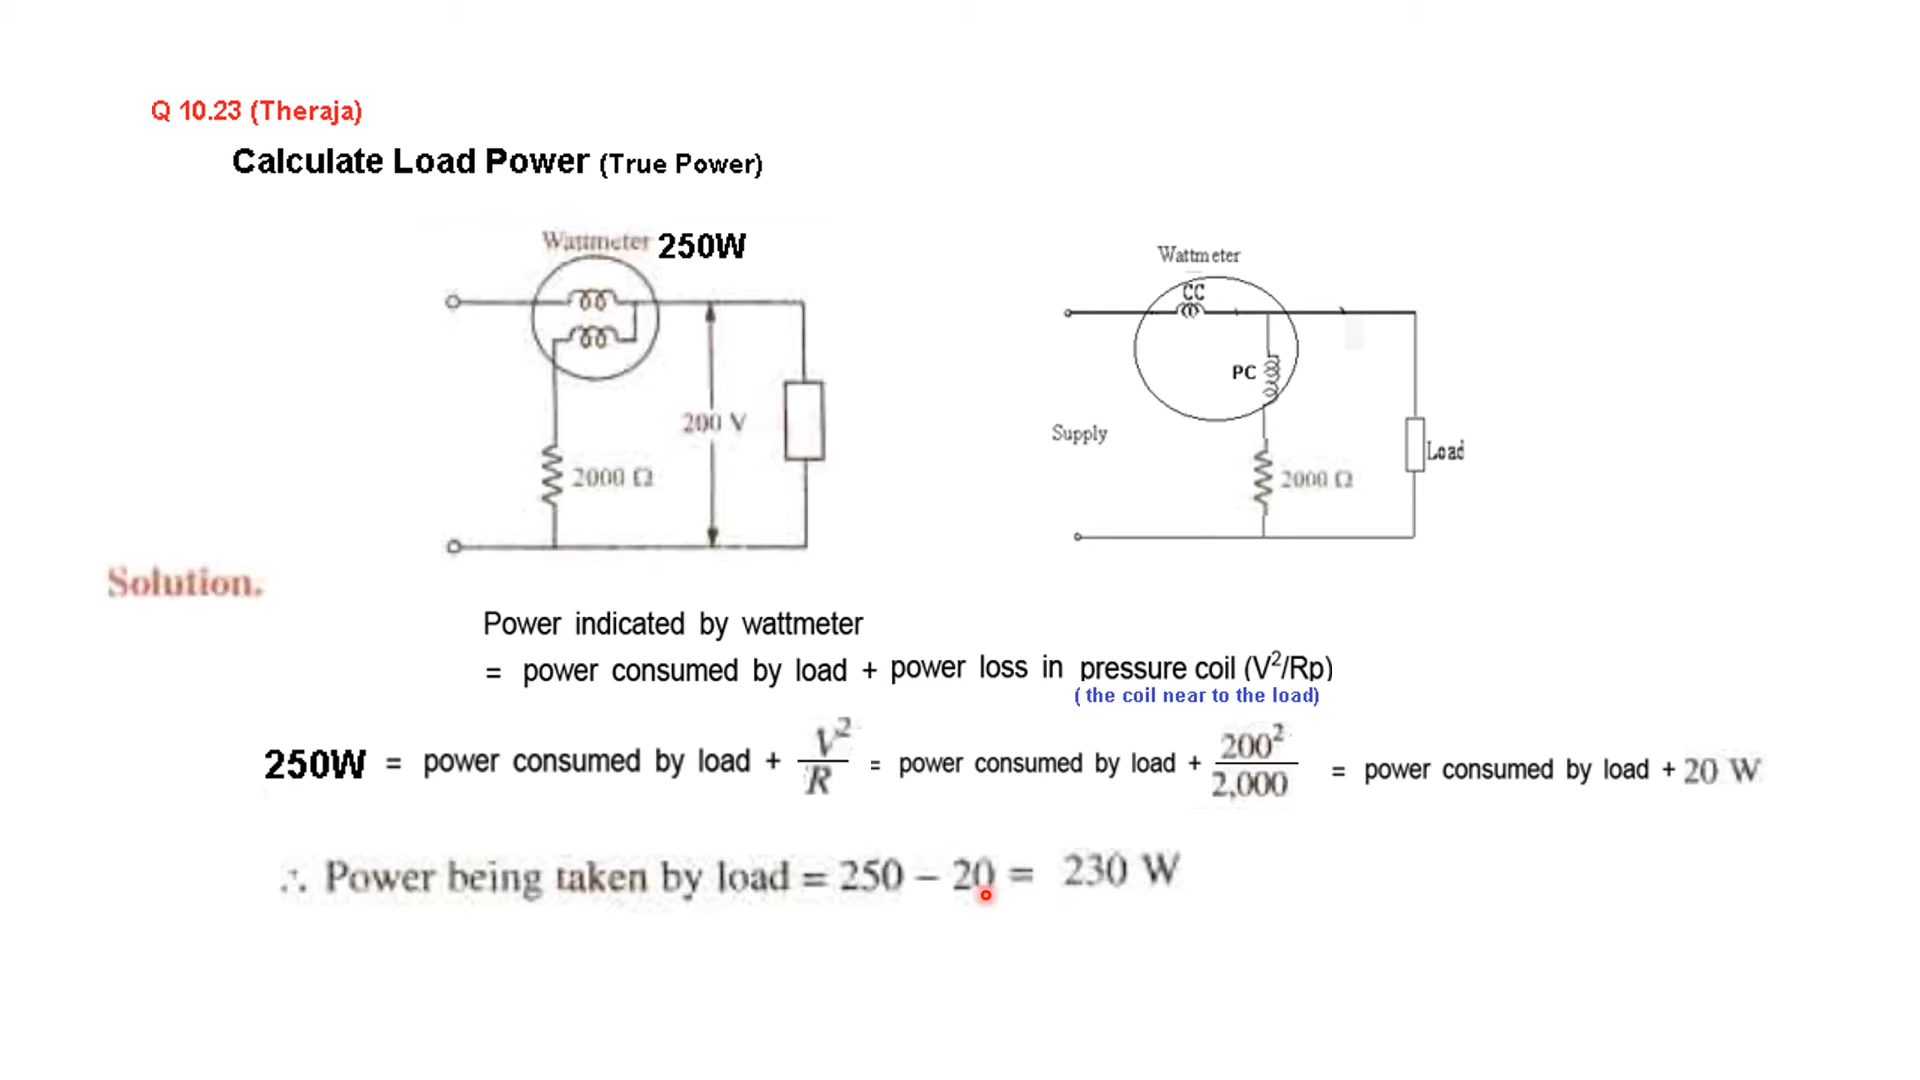 Q 10.23 (Theraja)
Calculate Load Power (True Power)
Wattmeter 250W
200 V
2000 Ω
Wattmeter
CC
PC
Supply
Load
2000 Ω
Solution.
Power indicated by wattmeter
= power consumed by load + power loss in pressure coil (V²/Rp)
( the coil near to the load)
250W = power consumed by load + V²/R = power consumed by load + 200²/2,000 = power consumed by load + 20 W
∴ Power being taken by load = 250 – 20 = 230 W